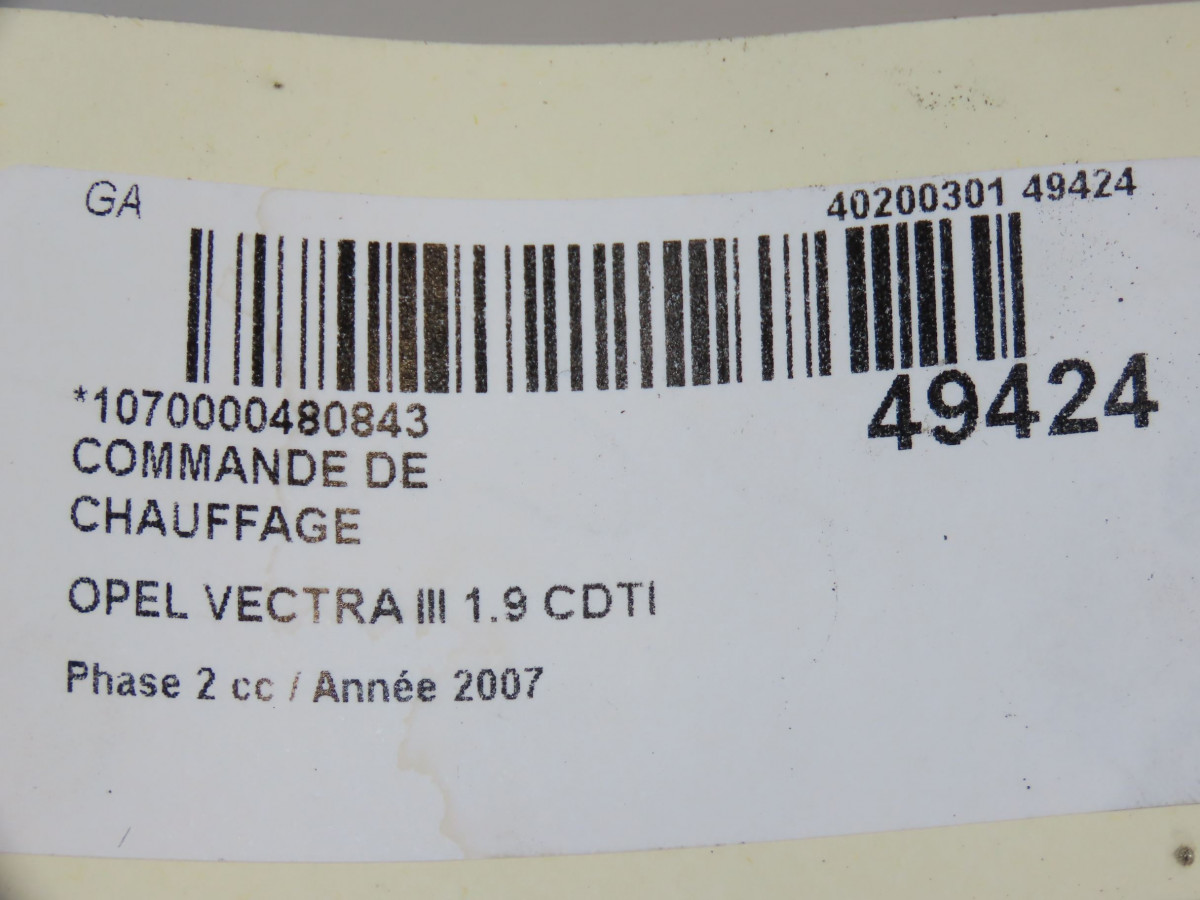 GA
40200301 49424
*1070000480843
49424
COMMANDE DE
CHAUFFAGE
OPEL VECTRA III 1.9 CDTI
Phase 2 cc / Année 2007